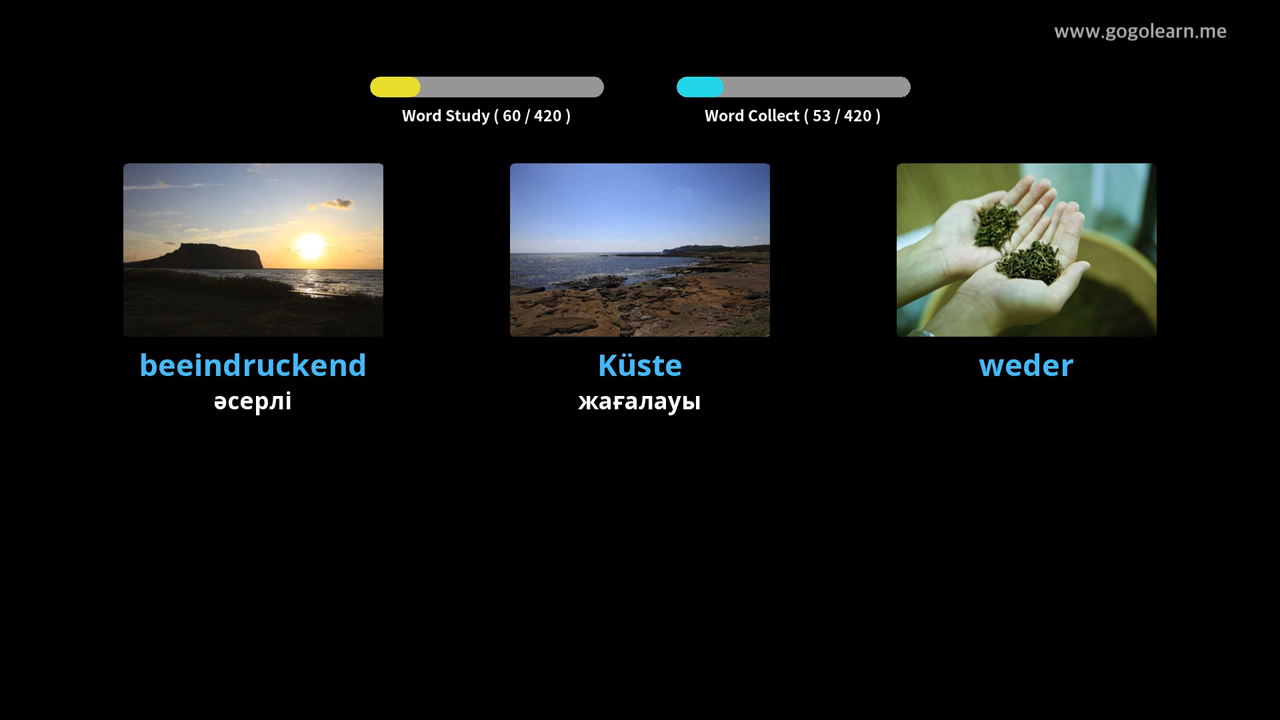 www.gogolearn.me
Word Study ( 60 / 420 )
Word Collect ( 53 / 420 )
beeindruckend
әсерлі
Küste
жағалауы
weder